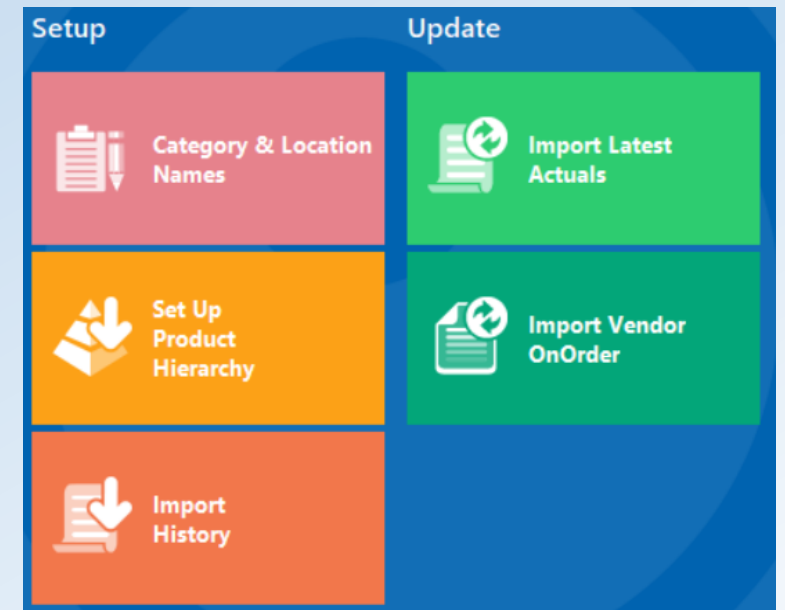 Setup
Category & Location
Names
Set Up
Product
Hierarchy
Import
History
Update
Import Latest
Actuals
Import Vendor
OnOrder